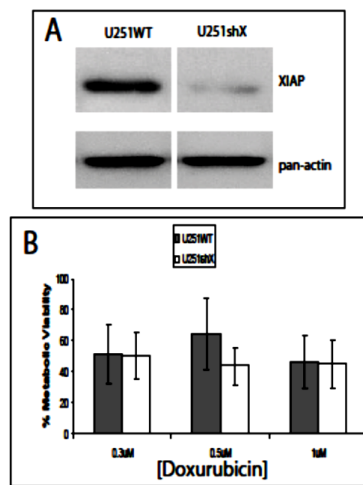 A
U251WT U251shX
XIAP
pan-actin
B
U251WT
U251shX
% Metabolic Viability
100
80
60
40
20
0
0.3uM 0.5uM 1uM
[Doxurubicin]